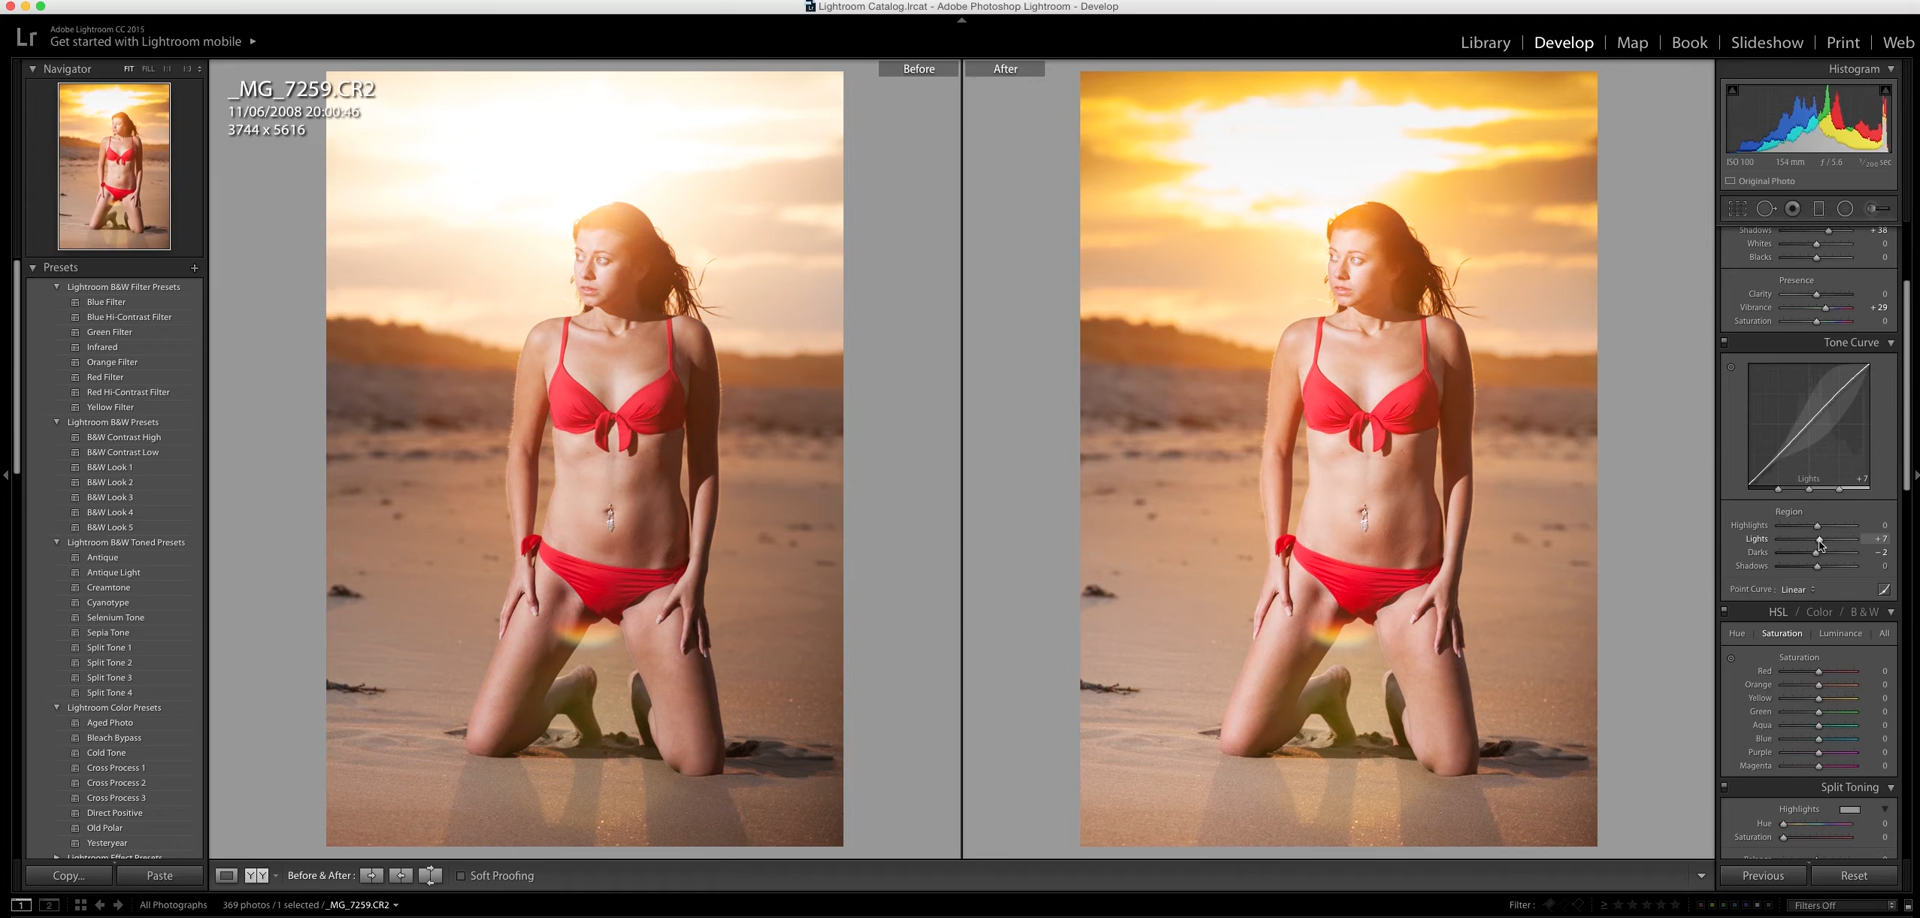 Lightroom Catalog.lrcat - Adobe Photoshop Lightroom - Develop
Lr
Adobe Lightroom CC 2015
Get started with Lightroom mobile
Library | Develop | Map | Book | Slideshow | Print | Web
Navigator FIT FILL 1:1 1:3
Presets +
Lightroom B&W Filter Presets
Blue Filter
Blue Hi-Contrast Filter
Green Filter
Infrared
Orange Filter
Red Filter
Red Hi-Contrast Filter
Yellow Filter
Lightroom B&W Presets
B&W Contrast High
B&W Contrast Low
B&W Look 1
B&W Look 2
B&W Look 3
B&W Look 4
B&W Look 5
Lightroom B&W Toned Presets
Antique
Antique Light
Creamtone
Cyanotype
Selenium Tone
Sepia Tone
Split Tone 1
Split Tone 2
Split Tone 3
Split Tone 4
Lightroom Color Presets
Aged Photo
Bleach Bypass
Cold Tone
Cross Process 1
Cross Process 2
Cross Process 3
Direct Positive
Old Polar
Yesteryear
Lightroom Effect Presets
Copy... Paste
_MG_7259.CR2
11/06/2008 20:00:46
3744 x 5616
Before
After
Y Y Before & After : Soft Proofing
Histogram
ISO 100 154 mm ƒ / 5.6 1/200 sec
Original Photo
Shadows + 38
Whites 0
Blacks 0
Presence
Clarity 0
Vibrance + 29
Saturation 0
Tone Curve
Lights + 7
Region
Highlights 0
Lights + 7
Darks − 2
Shadows 0
Point Curve : Linear
HSL / Color / B & W
Hue Saturation Luminance All
Saturation
Red 0
Orange 0
Yellow 0
Green 0
Aqua 0
Blue 0
Purple 0
Magenta 0
Split Toning
Highlights
Hue 0
Saturation 0
Previous Reset
1 2 All Photographs 369 photos / 1 selected / _MG_7259.CR2
Filter : Filters Off